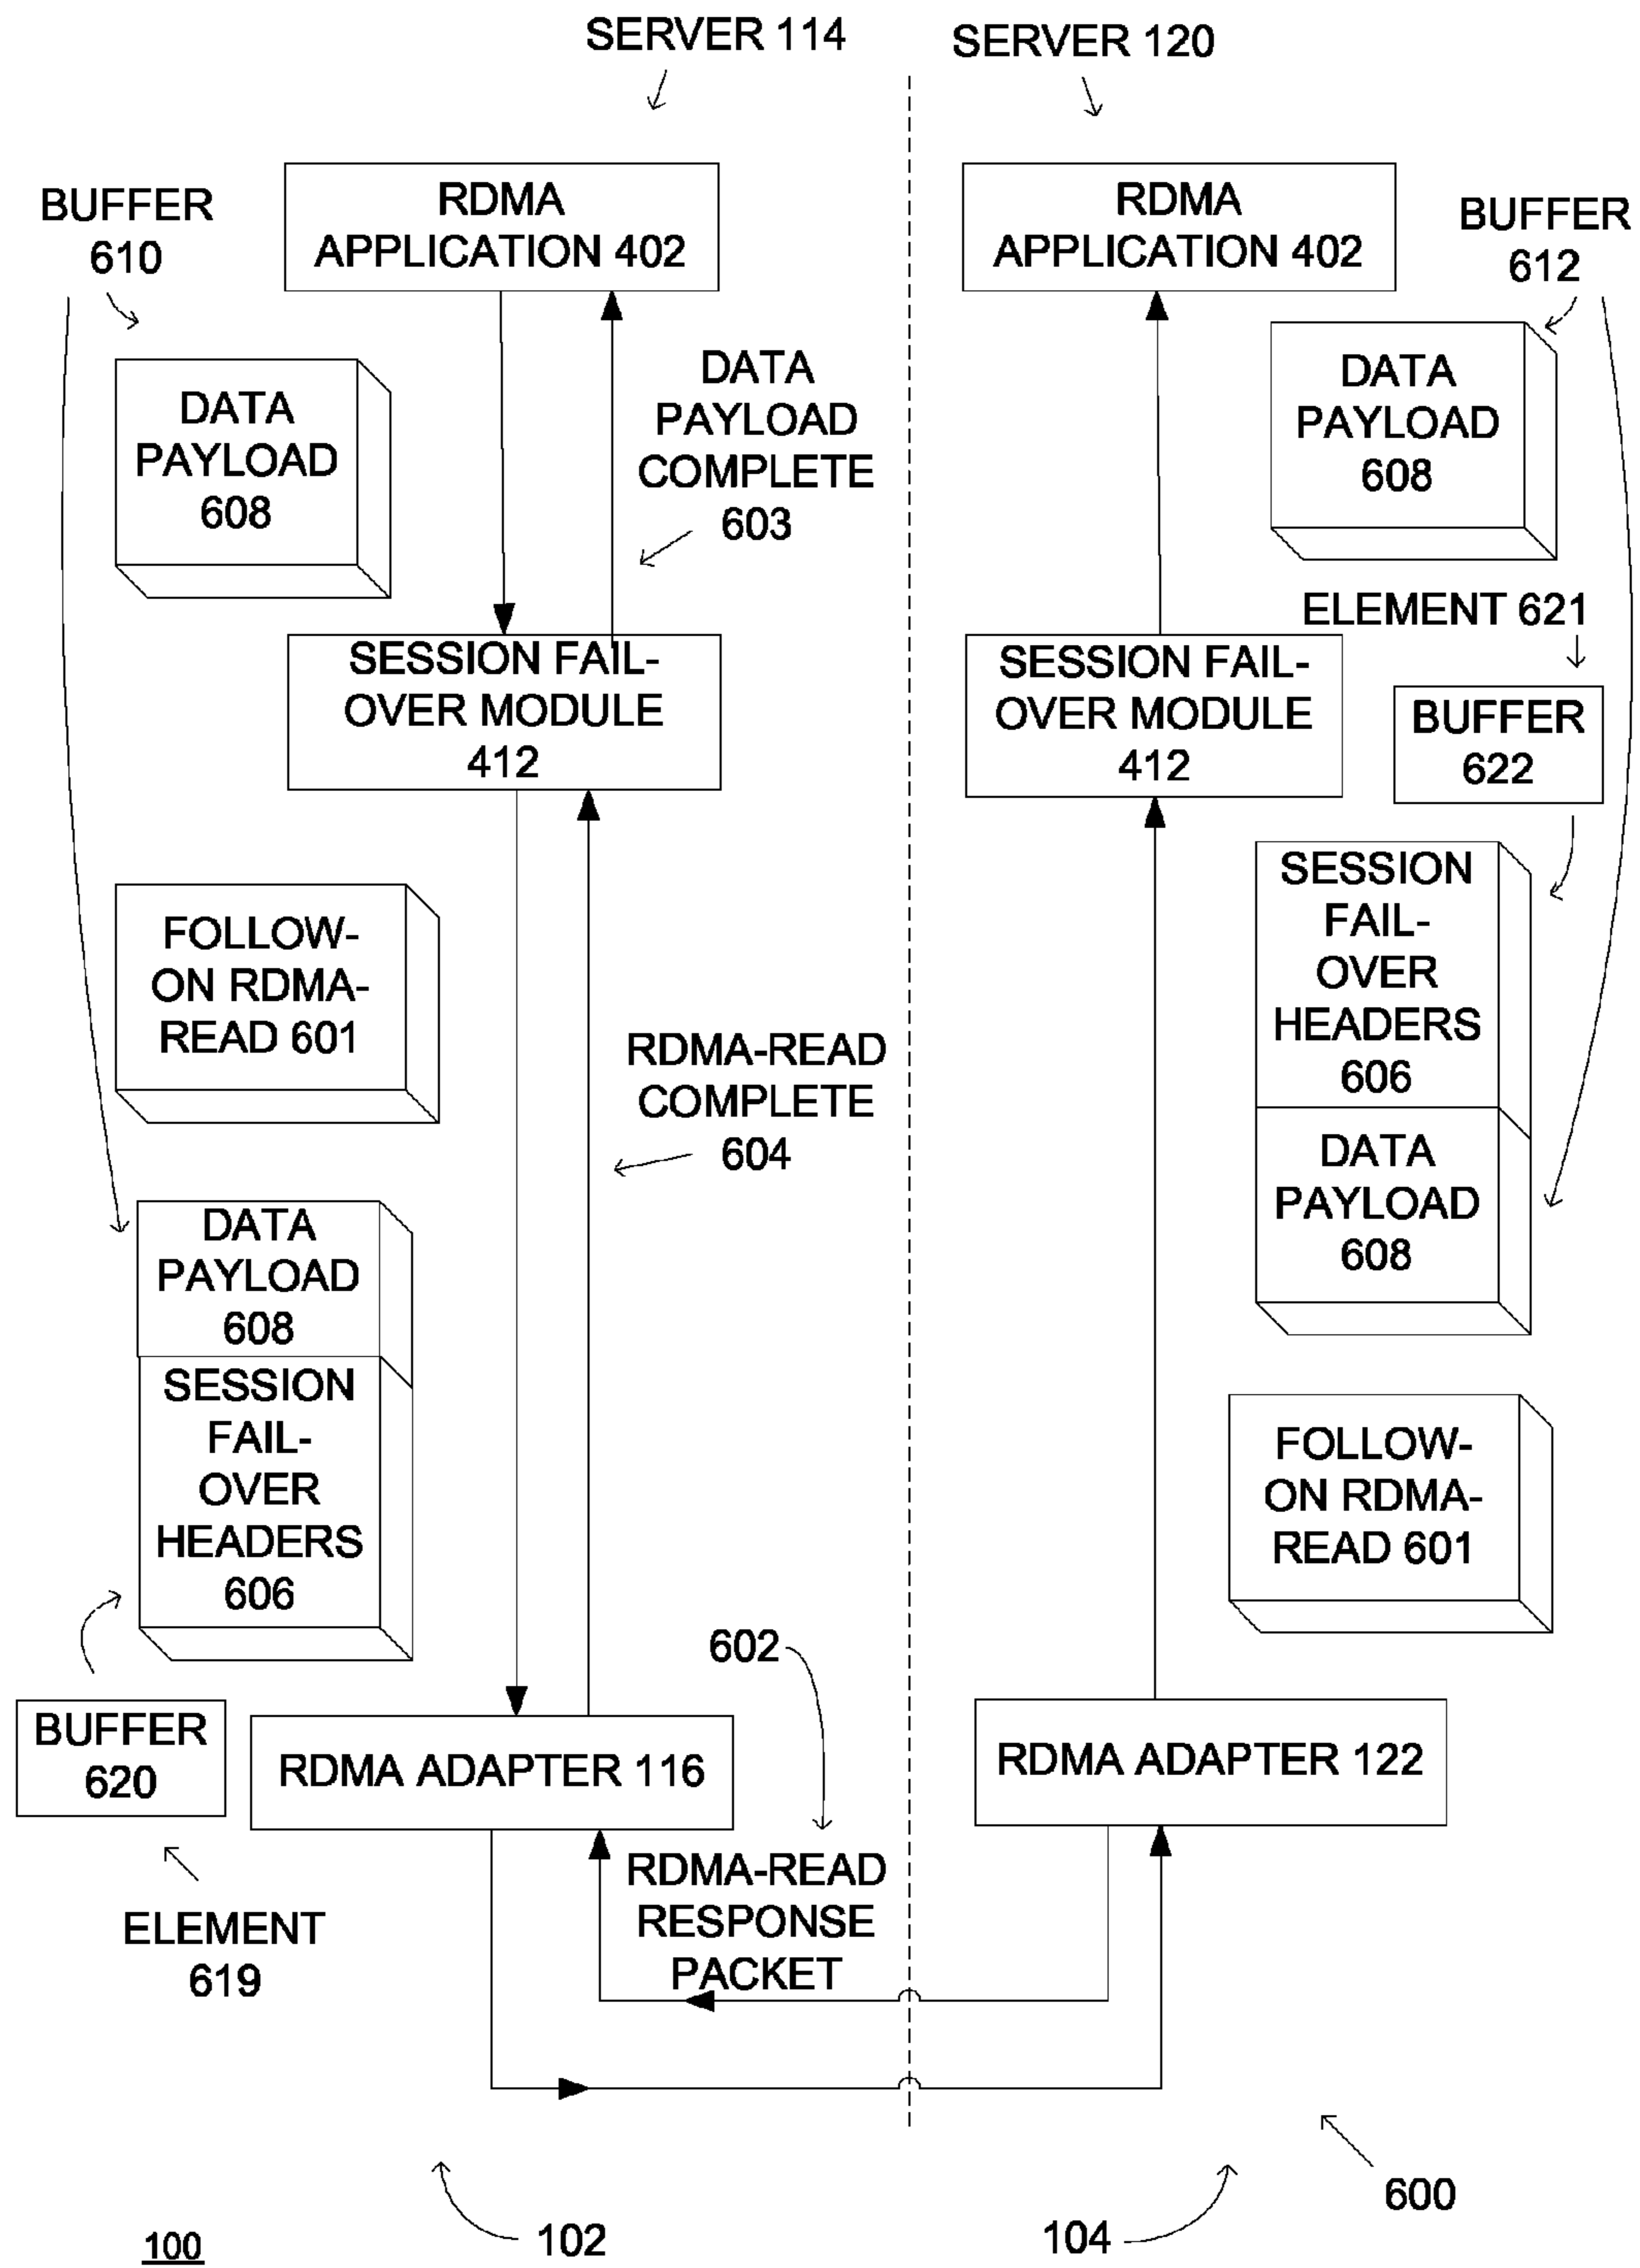 SERVER 114
SERVER 120
BUFFER
610
RDMA
APPLICATION 402
RDMA
APPLICATION 402
BUFFER
612
DATA
PAYLOAD
608
DATA
PAYLOAD
COMPLETE
603
DATA
PAYLOAD
608
ELEMENT 621
SESSION FAIL-
OVER MODULE
412
SESSION FAIL-
OVER MODULE
412
BUFFER
622
FOLLOW-
ON RDMA-
READ 601
RDMA-READ
COMPLETE
604
SESSION
FAIL-
OVER
HEADERS
606
DATA
PAYLOAD
608
DATA
PAYLOAD
608
SESSION
FAIL-
OVER
HEADERS
606
FOLLOW-
ON RDMA-
READ 601
602
BUFFER
620
RDMA ADAPTER 116
RDMA ADAPTER 122
ELEMENT
619
RDMA-READ
RESPONSE
PACKET
600
100
102
104